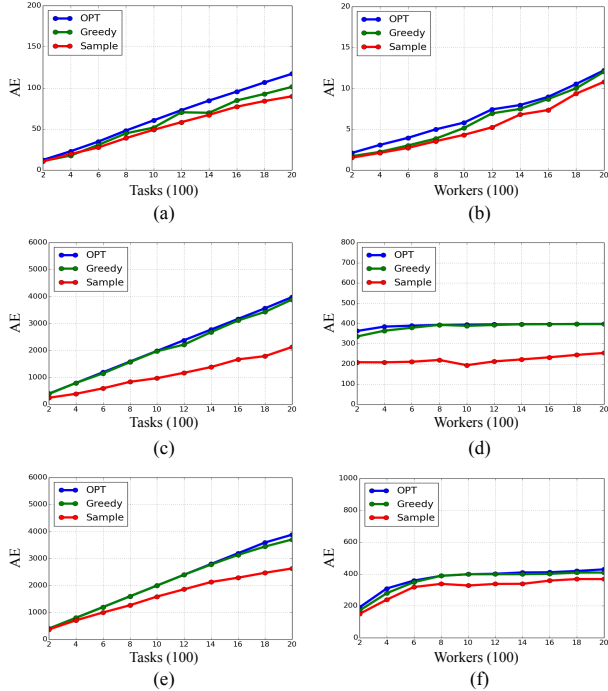 200
150
100
50
0
AE
OPT
Greedy
Sample
2 4 6 8 10 12 14 16 18 20
Tasks (100)
(a)
20
15
10
5
0
AE
OPT
Greedy
Sample
2 4 6 8 10 12 14 16 18 20
Workers (100)
(b)
6000
5000
4000
3000
2000
1000
0
AE
OPT
Greedy
Sample
2 4 6 8 10 12 14 16 18 20
Tasks (100)
(c)
800
700
600
500
400
300
200
100
0
AE
OPT
Greedy
Sample
2 4 6 8 10 12 14 16 18 20
Workers (100)
(d)
6000
5000
4000
3000
2000
1000
0
AE
OPT
Greedy
Sample
2 4 6 8 10 12 14 16 18 20
Tasks (100)
(e)
1000
800
600
400
200
0
AE
OPT
Greedy
Sample
2 4 6 8 10 12 14 16 18 20
Workers (100)
(f)